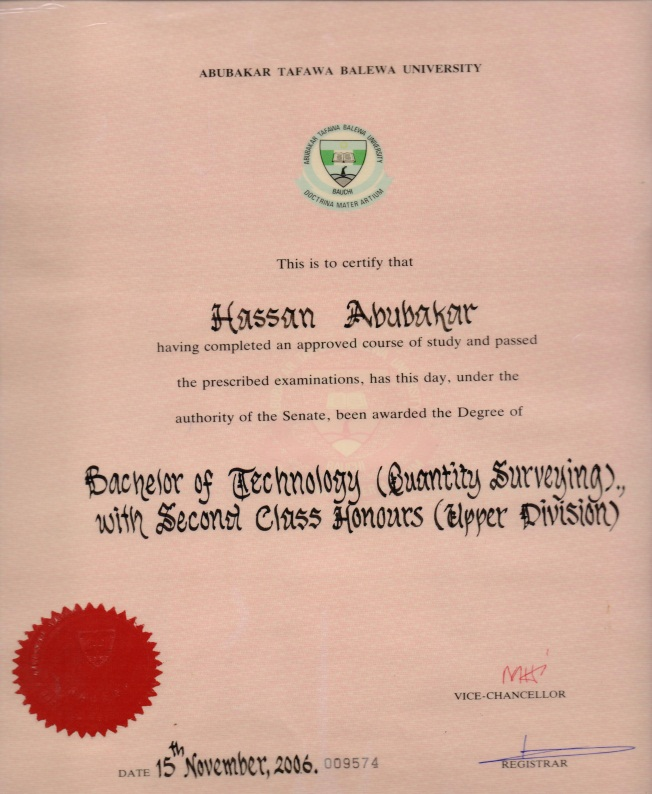 ABUBAKAR TAFAWA BALEWA UNIVERSITY
ABUBAKAR TAFAWA BALEWA UNIVERSITY
BAUCHI
DOCTRINA MATER ARTIUM
This is to certify that
Hassan Abubakar
having completed an approved course of study and passed
the prescribed examinations, has this day, under the
authority of the Senate, been awarded the Degree of
Bachelor of Technology (Quantity Surveying).,
with Second Class Honours (Upper Division)
VICE-CHANCELLOR
DATE 15th November, 2006. 009574
REGISTRAR